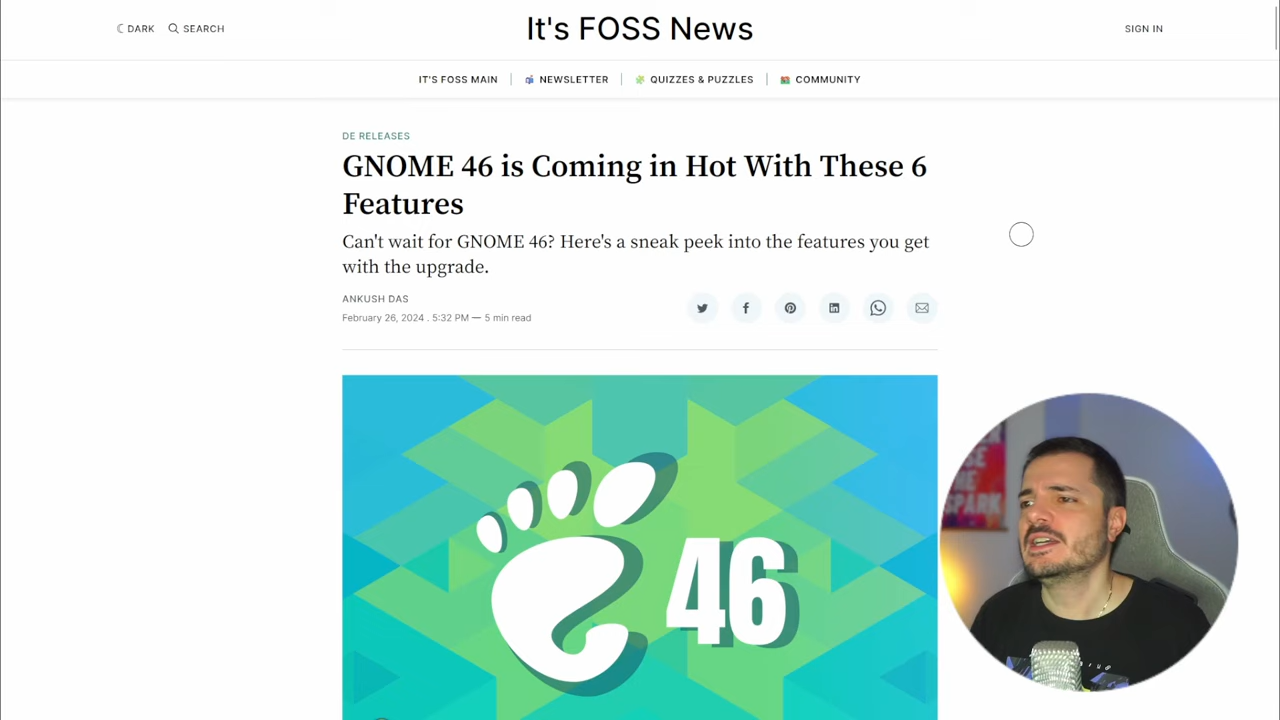 DARK
SEARCH
It's FOSS News
SIGN IN
IT'S FOSS MAIN
NEWSLETTER
QUIZZES & PUZZLES
COMMUNITY
DE RELEASES
GNOME 46 is Coming in Hot With These 6
Features
Can't wait for GNOME 46? Here's a sneak peek into the features you get
with the upgrade.
ANKUSH DAS
February 26, 2024 . 5:32 PM — 5 min read
46
SPARK